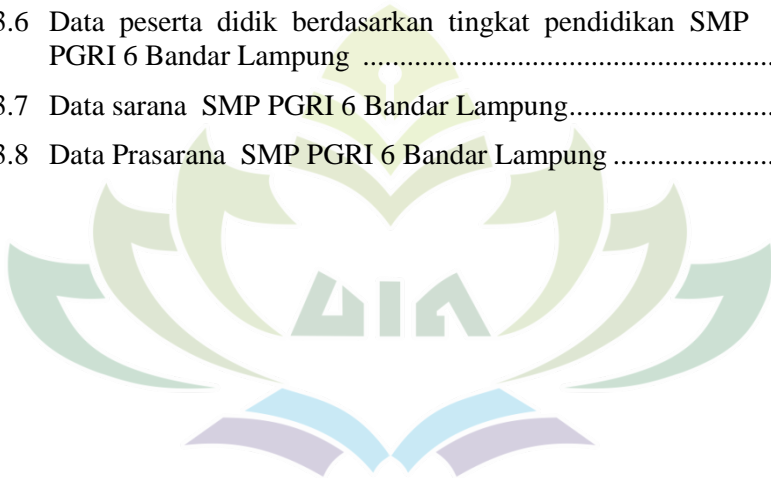 3.6 Data peserta didik berdasarkan tingkat pendidikan SMP
PGRI 6 Bandar Lampung ........................................................
3.7 Data sarana SMP PGRI 6 Bandar Lampung............................
3.8 Data Prasarana SMP PGRI 6 Bandar Lampung ......................
UIN